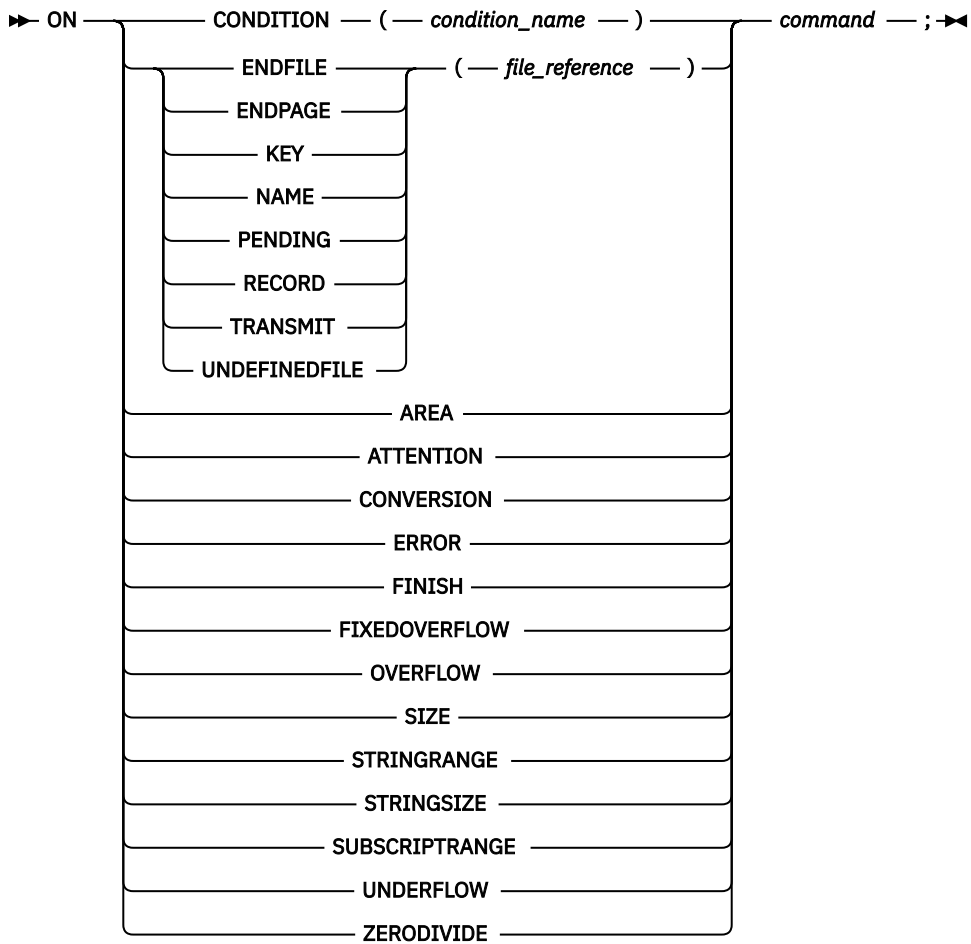 ON CONDITION ( condition_name ) command ;
ENDFILE ( file_reference )
ENDPAGE
KEY
NAME
PENDING
RECORD
TRANSMIT
UNDEFINEDFILE
AREA
ATTENTION
CONVERSION
ERROR
FINISH
FIXEDOVERFLOW
OVERFLOW
SIZE
STRINGRANGE
STRINGSIZE
SUBSCRIPTRANGE
UNDERFLOW
ZERODIVIDE